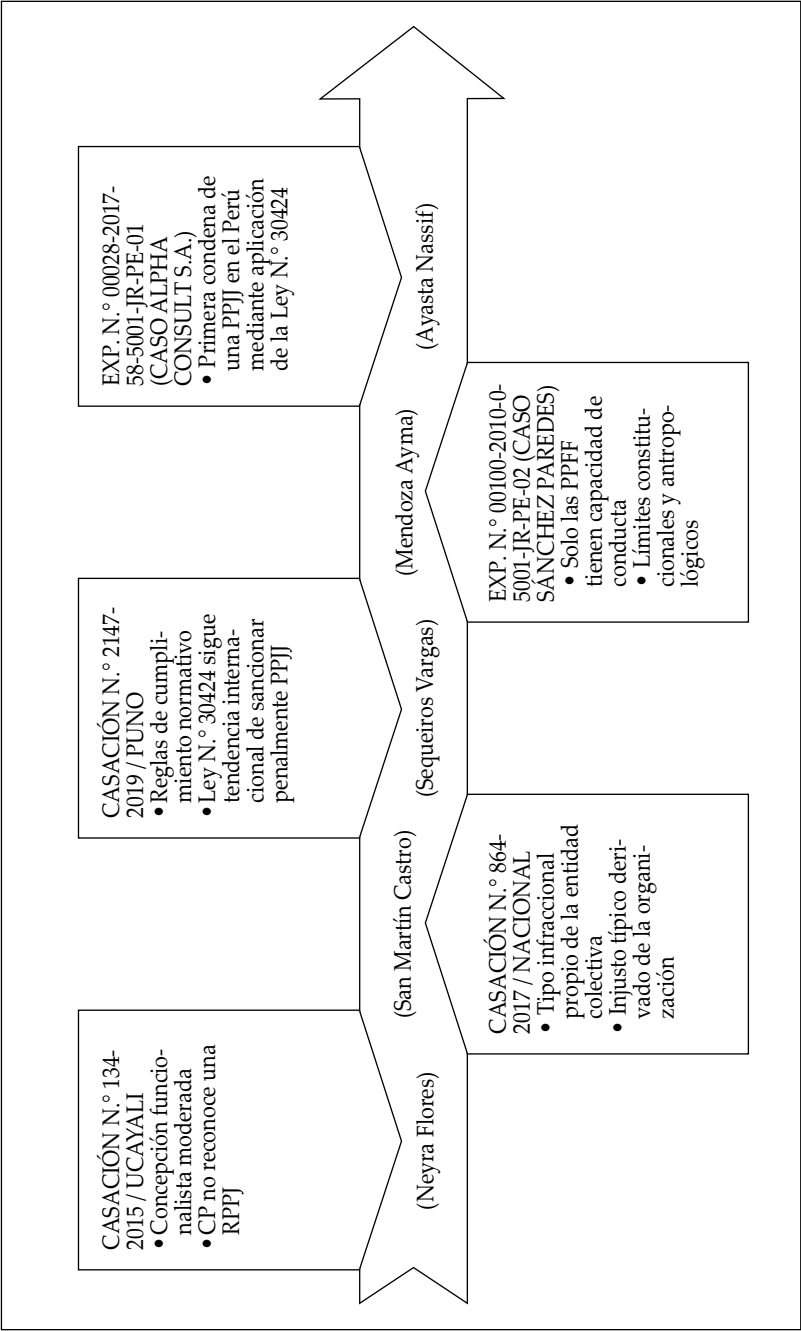 CASACIÓN N.° 134-
2015 / UCAYALI
• Concepción funcio-
nalista moderada
• CP no reconoce una
RPPJ
(Neyra Flores)
CASACIÓN N.° 864-
2017 / NACIONAL
• Tipo infraccional
propio de la entidad
colectiva
• Injusto típico deri-
vado de la organi-
zación
(San Martín Castro)
CASACIÓN N.° 2147-
2019 / PUNO
• Reglas de cumpli-
miento normativo
• Ley N.° 30424 sigue
tendencia interna-
cional de sancionar
penalmente PPJJ
(Sequeiros Vargas)
EXP. N.° 00100-2010-0-
5001-JR-PE-02 (CASO
SÁNCHEZ PAREDES)
• Solo las PPFF
tienen capacidad de
conducta
• Límites constitu-
cionales y antropo-
lógicos
(Mendoza Ayma)
EXP. N.° 00028-2017-
58-5001-JR-PE-01
(CASO ALPHA
CONSULT S.A.)
• Primera condena de
una PPJJ en el Perú
mediante aplicación
de la Ley N.° 30424
(Ayasta Nassif)